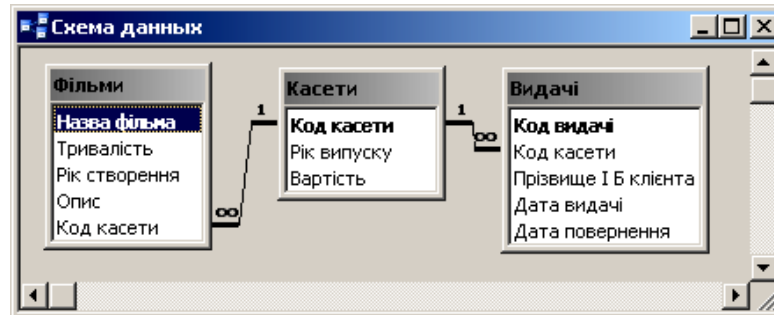 Схема данных
Фільми
Назва фільма
Тривалість
Рік створення
Опис
Код касети
1
∞
Касети
Код касети
Рік випуску
Вартість
1
∞
Видачі
Код видачі
Код касети
Прізвище І Б клієнта
Дата видачі
Дата повернення